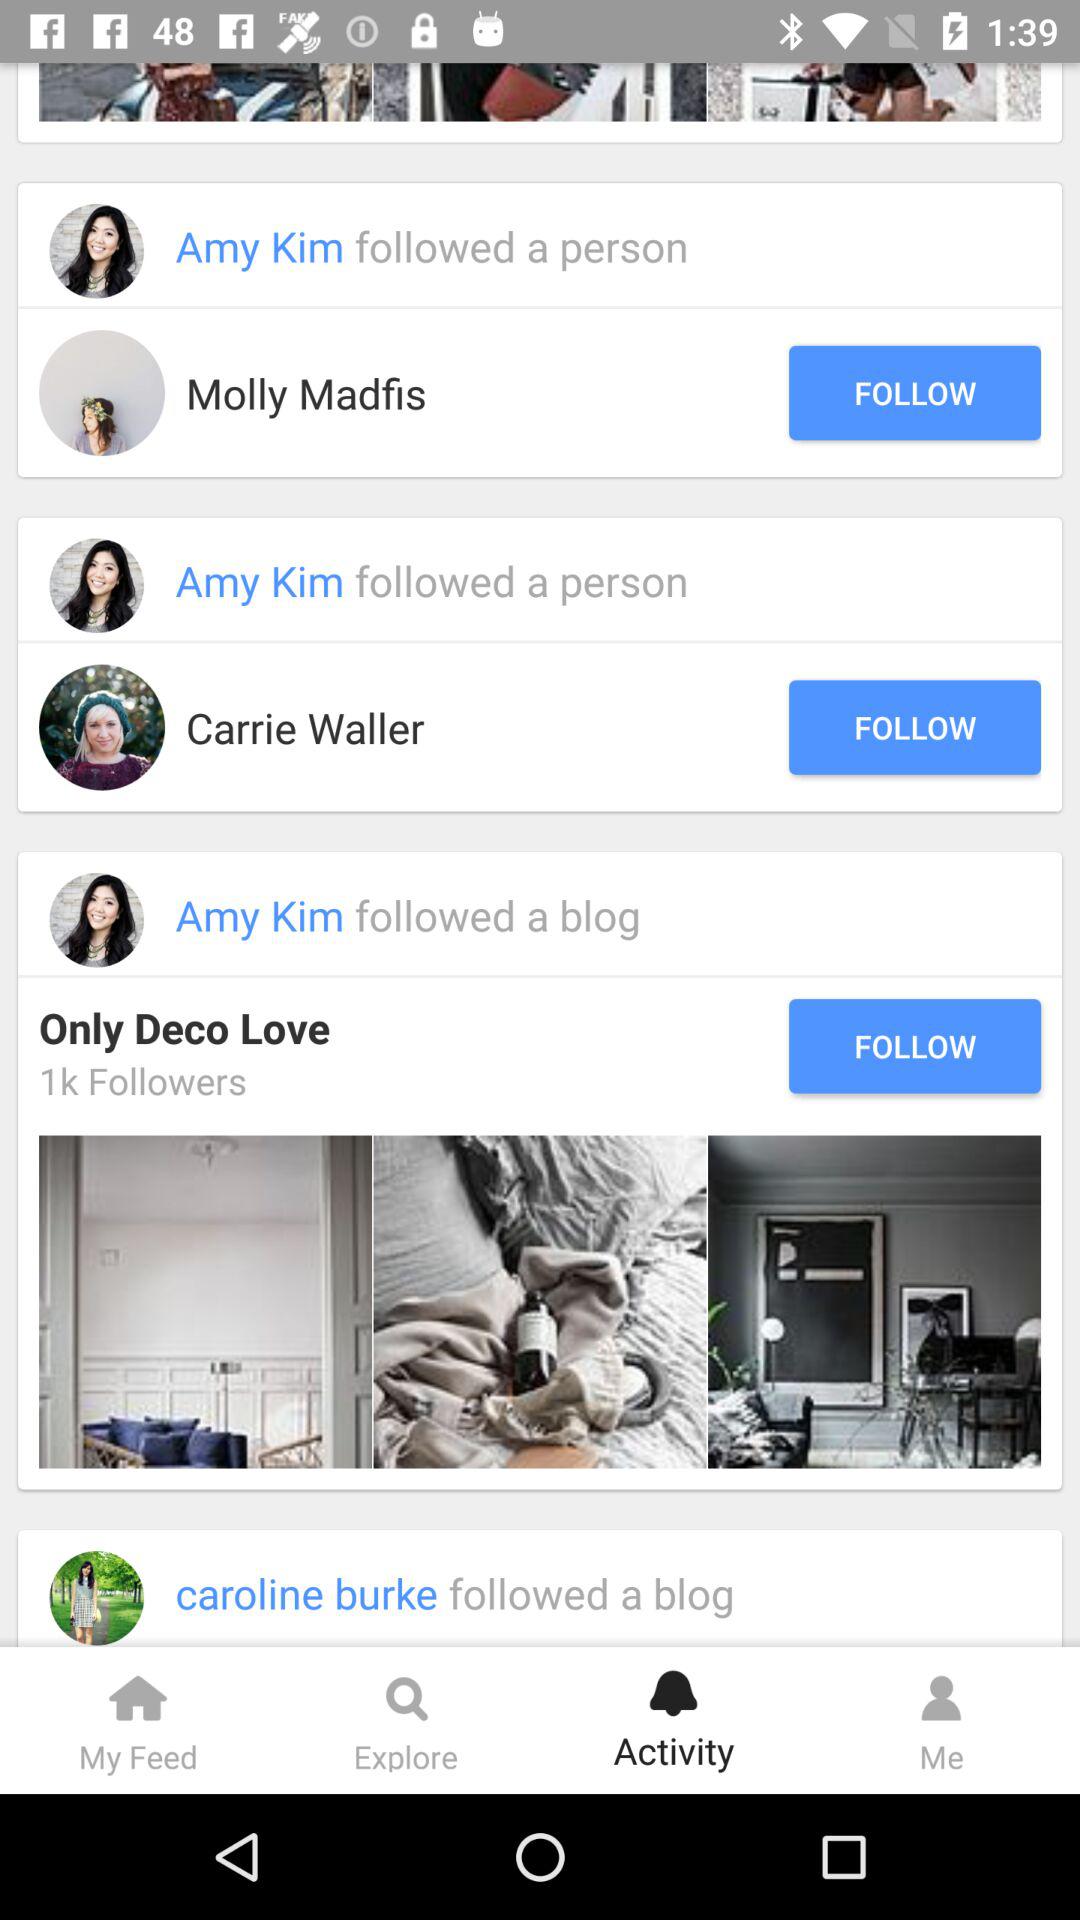 48
FAKE
1:39
Amy Kim followed a person
Molly Madfis
FOLLOW
Amy Kim followed a person
Carrie Waller
FOLLOW
Amy Kim followed a blog
Only Deco Love
FOLLOW
1k Followers
caroline burke followed a blog
My Feed
Explore
Activity
Me